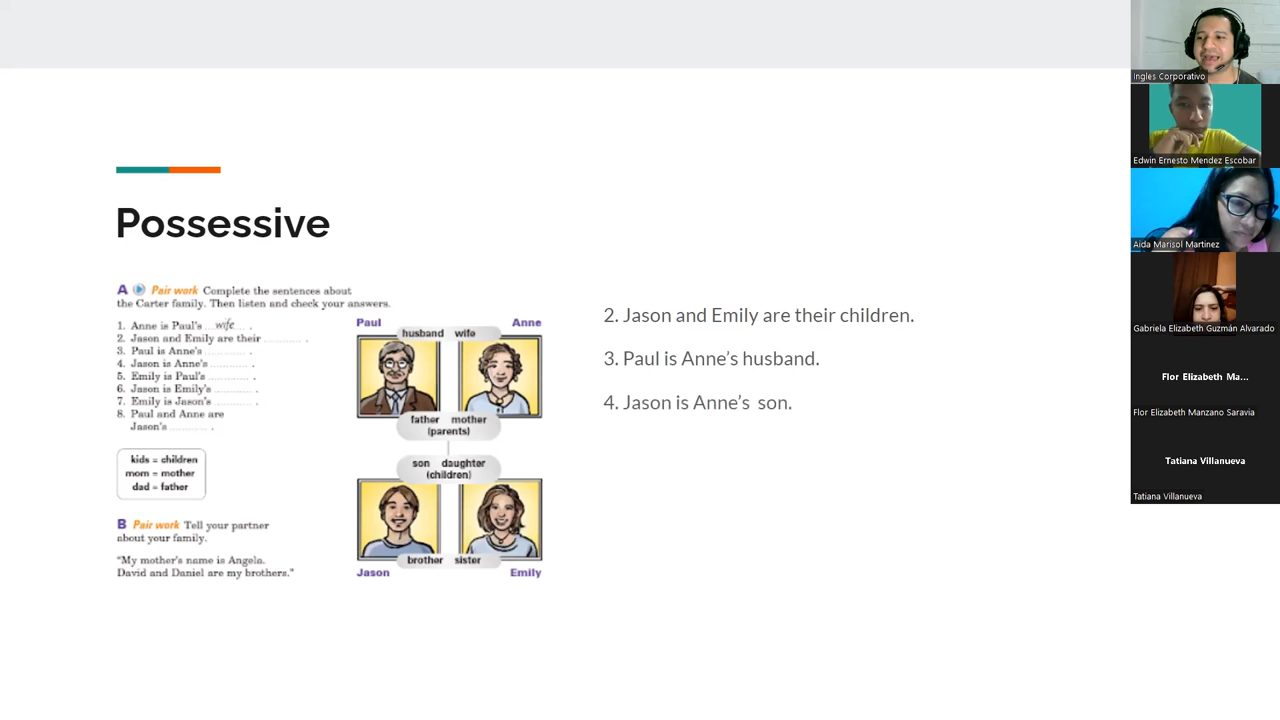 Possessive
A Pair work Complete the sentences about
the Carter family. Then listen and check your answers.
1. Anne is Paul's ...wife... .
2. Jason and Emily are their ............ .
3. Paul is Anne's ............ .
4. Jason is Anne's ............ .
5. Emily is Paul's ............ .
6. Jason is Emily's ............ .
7. Emily is Jason's ............ .
8. Paul and Anne are
Jason's ............ .
kids = children
mom = mother
dad = father
B Pair work Tell your partner
about your family.
"My mother's name is Angela.
David and Daniel are my brothers."
Paul
Anne
husband wife
father mother
(parents)
son daughter
(children)
brother sister
Jason
Emily
2. Jason and Emily are their children.
3. Paul is Anne’s husband.
4. Jason is Anne’s son.
Ingles Corporativo
Edwin Ernesto Mendez Escobar
Aida Marisol Martinez
Gabriela Elizabeth Guzmán Alvarado
Flor Elizabeth Ma...
Flor Elizabeth Manzano Saravia
Tatiana Villanueva
Tatiana Villanueva